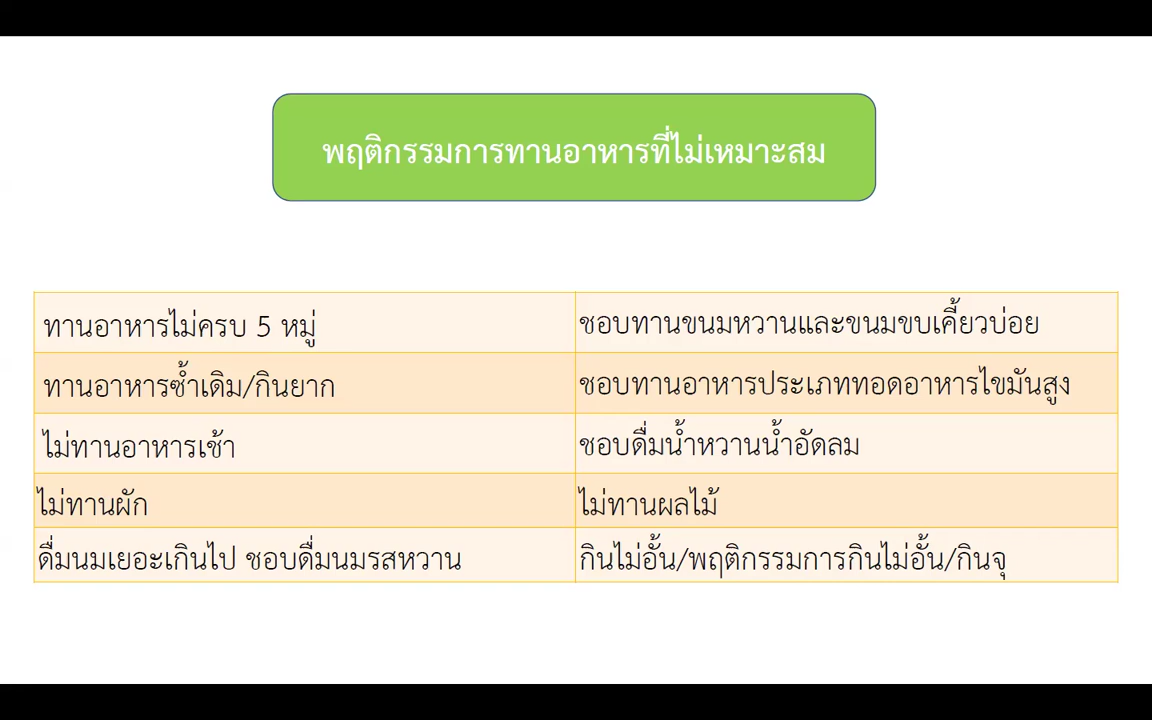 พฤติกรรมการทานอาหารที่ไม่เหมาะสม
ทานอาหารไม่ครบ 5 หมู่
ชอบทานขนมหวานและขนมขบเคี้ยวบ่อย
ทานอาหารซ้ำเดิม/กินยาก
ชอบทานอาหารประเภททอดอาหารไขมันสูง
ไม่ทานอาหารเช้า
ชอบดื่มน้ำหวานน้ำอัดลม
ไม่ทานผัก
ไม่ทานผลไม้
ดื่มนมเยอะเกินไป ชอบดื่มนมรสหวาน
กินไม่อั้น/พฤติกรรมการกินไม่อั้น/กินจุ